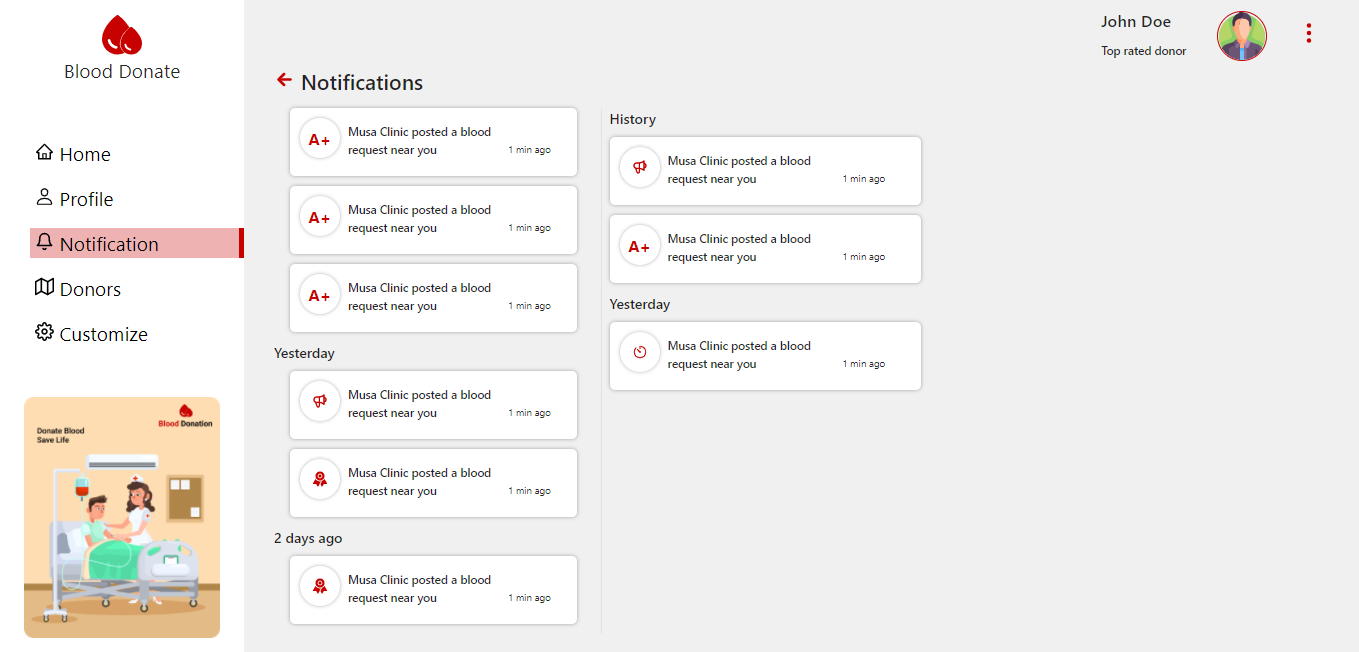 Blood Donate
Home
Profile
Notification
Donors
Customize
Donate Blood
Save Life
Blood Donation
John Doe
Top rated donor
Notifications
A+
Musa Clinic posted a blood
request near you
1 min ago
A+
Musa Clinic posted a blood
request near you
1 min ago
A+
Musa Clinic posted a blood
request near you
1 min ago
Yesterday
Musa Clinic posted a blood
request near you
1 min ago
Musa Clinic posted a blood
request near you
1 min ago
2 days ago
Musa Clinic posted a blood
request near you
1 min ago
History
Musa Clinic posted a blood
request near you
1 min ago
A+
Musa Clinic posted a blood
request near you
1 min ago
Yesterday
Musa Clinic posted a blood
request near you
1 min ago